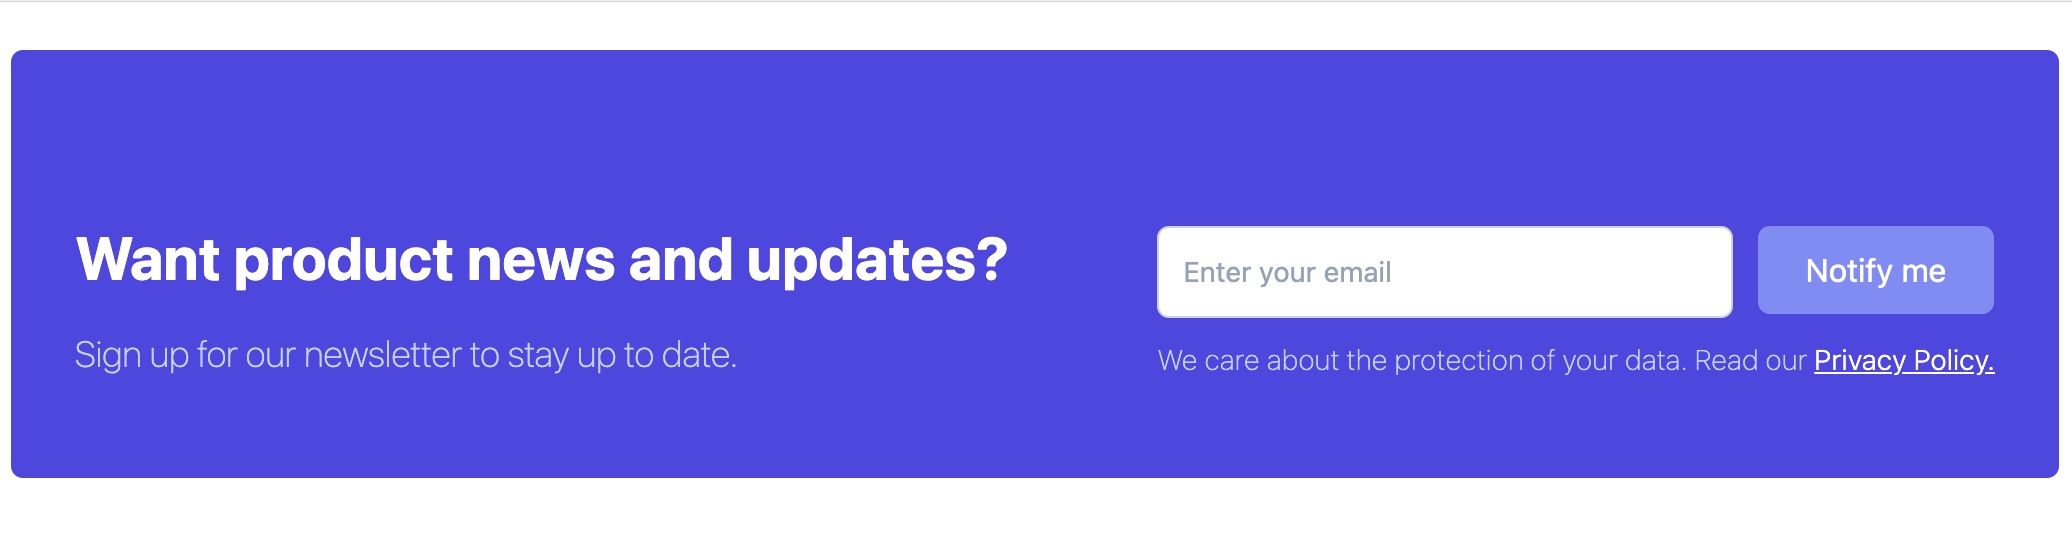 Want product news and updates?
Sign up for our newsletter to stay up to date.
Enter your email
Notify me
We care about the protection of your data. Read our Privacy Policy.